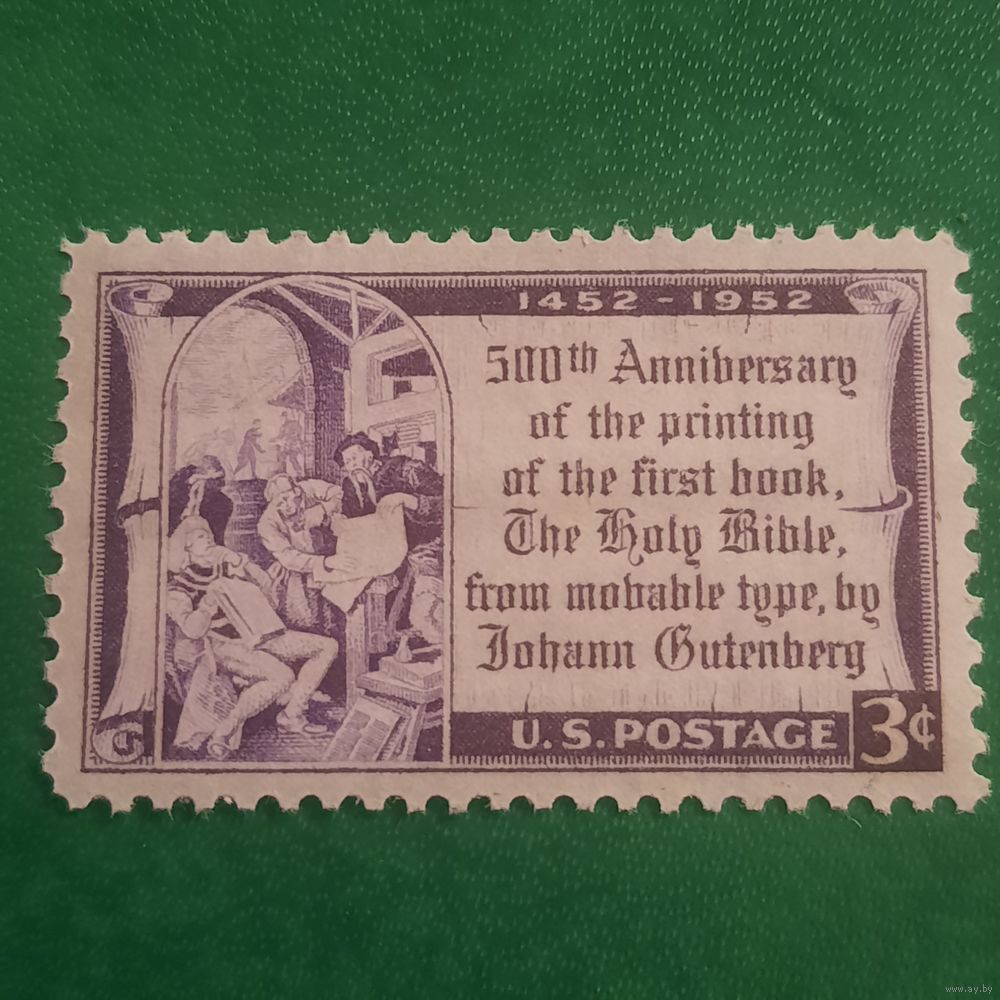 1452 - 1952
500th Anniversary
of the printing
of the first book,
The Holy Bible,
from movable type, by
Johann Gutenberg
U.S. POSTAGE 3¢
G
www.ay.by